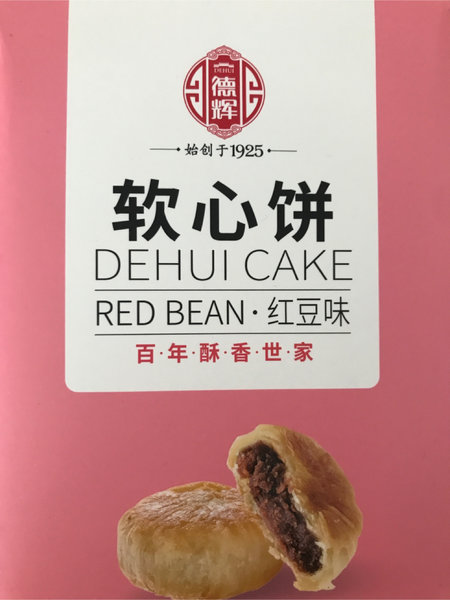 DEHUI
德辉
始创于1925
软心饼
DEHUI CAKE
RED BEAN·红豆味
百·年·酥·香·世·家